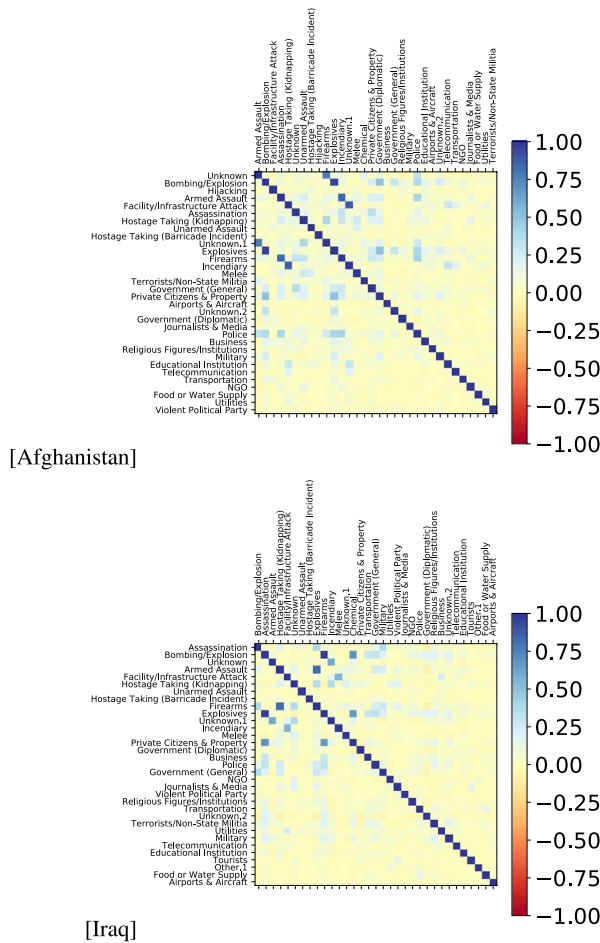 Armed Assault
Bombing/Explosion
Facility/Infrastructure Attack
Assassination
Hostage Taking (Kidnapping)
Unknown
Unarmed Assault
Hostage Taking (Barricade Incident)
Hijacking
Firearms
Explosives
Incendiary
Unknown.1
Melee
Chemical
Private Citizens & Property
Government (Diplomatic)
Business
Government (General)
Religious Figures/Institutions
Military
Police
Educational Institution
Airports & Aircraft
Unknown.2
Telecommunication
Transportation
NGO
Journalists & Media
Food or Water Supply
Utilities
Terrorists/Non-State Militia
Unknown
Bombing/Explosion
Hijacking
Armed Assault
Facility/Infrastructure Attack
Assassination
Hostage Taking (Kidnapping)
Unarmed Assault
Hostage Taking (Barricade Incident)
Unknown.1
Explosives
Firearms
Incendiary
Melee
Terrorists/Non-State Militia
Government (General)
Private Citizens & Property
Airports & Aircraft
Unknown.2
Government (Diplomatic)
Journalists & Media
Police
Business
Religious Figures/Institutions
Military
Educational Institution
Telecommunication
Transportation
NGO
Food or Water Supply
Utilities
Violent Political Party
1.00
0.75
0.50
0.25
0.00
−0.25
−0.50
−0.75
−1.00
[Afghanistan]
Bombing/Explosion
Assassination
Armed Assault
Hostage Taking (Kidnapping)
Facility/Infrastructure Attack
Unknown
Unarmed Assault
Hostage Taking (Barricade Incident)
Explosives
Firearms
Incendiary
Melee
Unknown.1
Chemical
Private Citizens & Property
Transportation
Government (General)
Military
Utilities
Violent Political Party
Journalists & Media
NGO
Police
Government (Diplomatic)
Religious Figures/Institutions
Business
Unknown.2
Telecommunication
Educational Institution
Tourists
Other.1
Food or Water Supply
Airports & Aircraft
Assassination
Bombing/Explosion
Unknown
Armed Assault
Facility/Infrastructure Attack
Hostage Taking (Kidnapping)
Unarmed Assault
Hostage Taking (Barricade Incident)
Firearms
Explosives
Unknown.1
Incendiary
Melee
Private Citizens & Property
Government (Diplomatic)
Business
Police
Government (General)
NGO
Journalists & Media
Violent Political Party
Religious Figures/Institutions
Transportation
Unknown.2
Terrorists/Non-State Militia
Utilities
Military
Telecommunication
Educational Institution
Tourists
Other.1
Food or Water Supply
Airports & Aircraft
1.00
0.75
0.50
0.25
0.00
−0.25
−0.50
−0.75
−1.00
[Iraq]